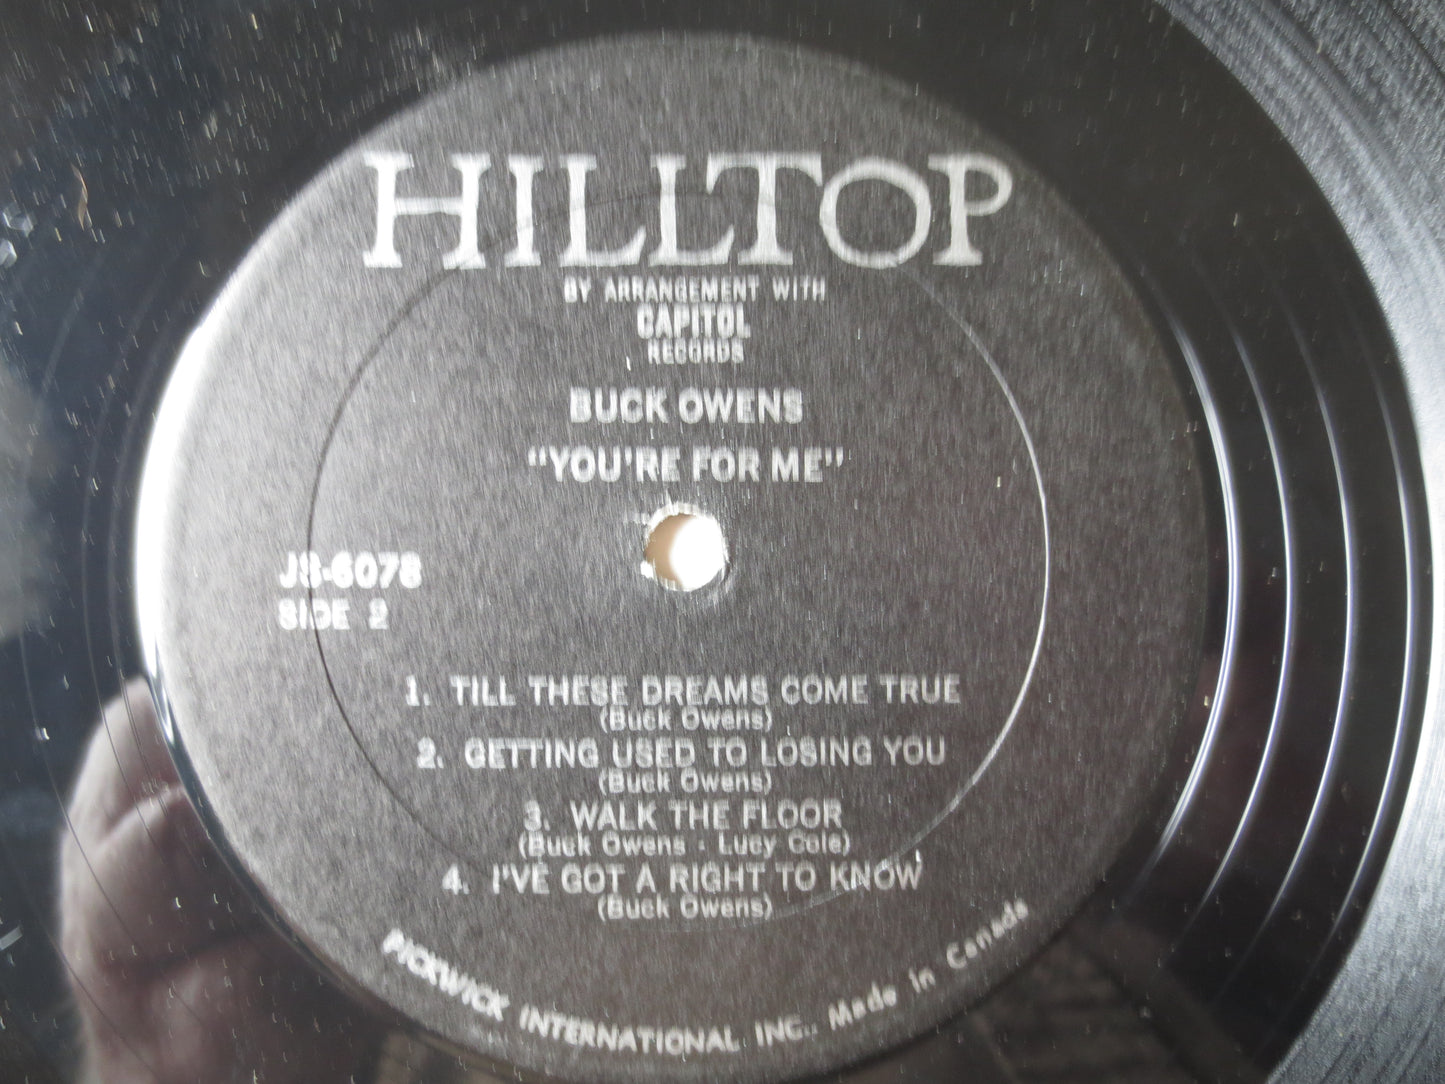 HILLTOP
BY ARRANGEMENT WITH
CAPITOL
RECORDS
BUCK OWENS
"YOU'RE FOR ME"
JS-6078
SIDE 2
1. TILL THESE DREAMS COME TRUE
(Buck Owens)
2. GETTING USED TO LOSING YOU
(Buck Owens)
3. WALK THE FLOOR
(Buck Owens - Lucy Cole)
4. I'VE GOT A RIGHT TO KNOW
(Buck Owens)
PICKWICK INTERNATIONAL INC., Made in Canada